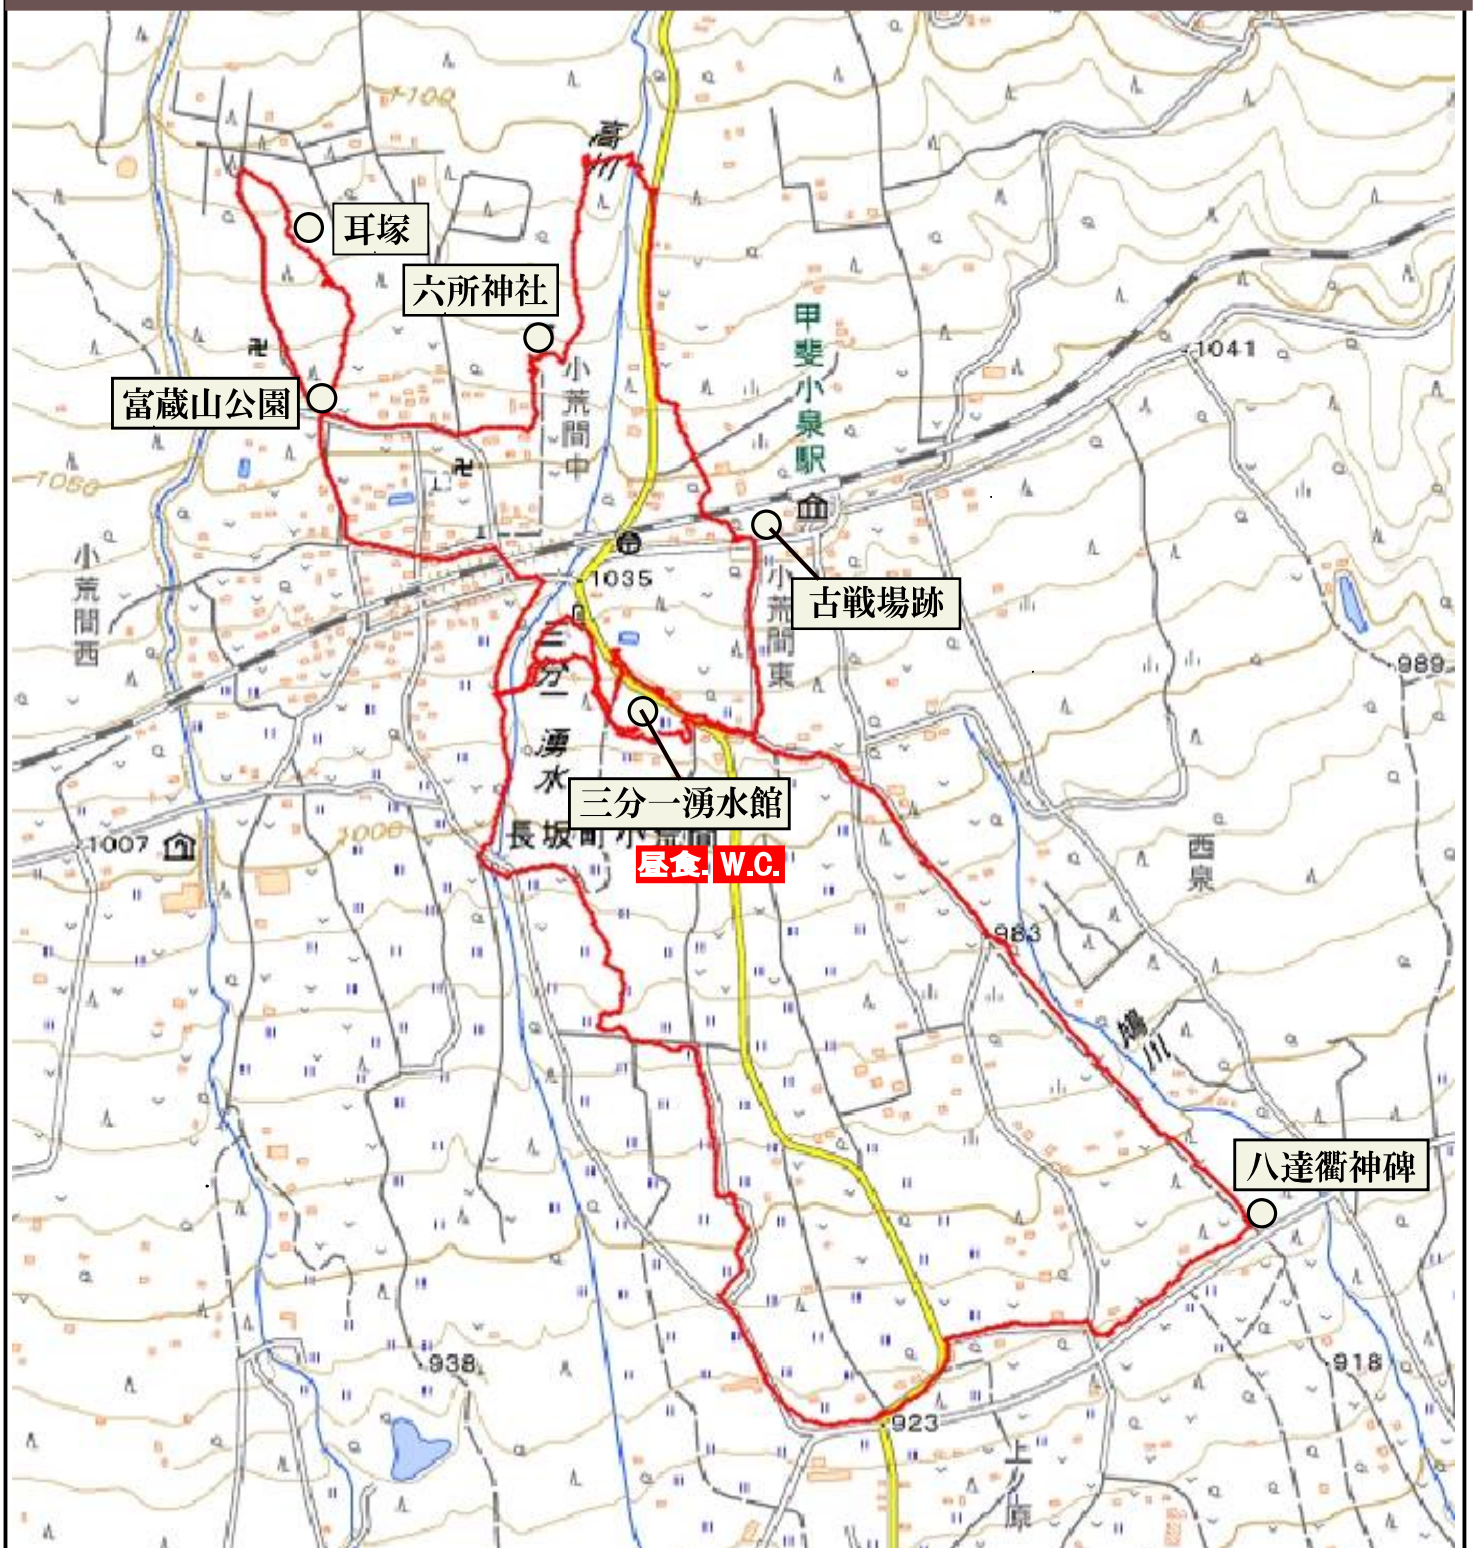 1100
高川
耳塚
六所神社
甲斐小泉駅
1041
富蔵山公園
小荒間中
1050
小荒間西
1035
古戦場跡
小荒間東
989
三分一湧水
三分一湧水館
長坂町小荒間
1007
1000
昼食. W.C.
西泉
983
鳩川
八達衢神碑
938
918
923
上ノ原